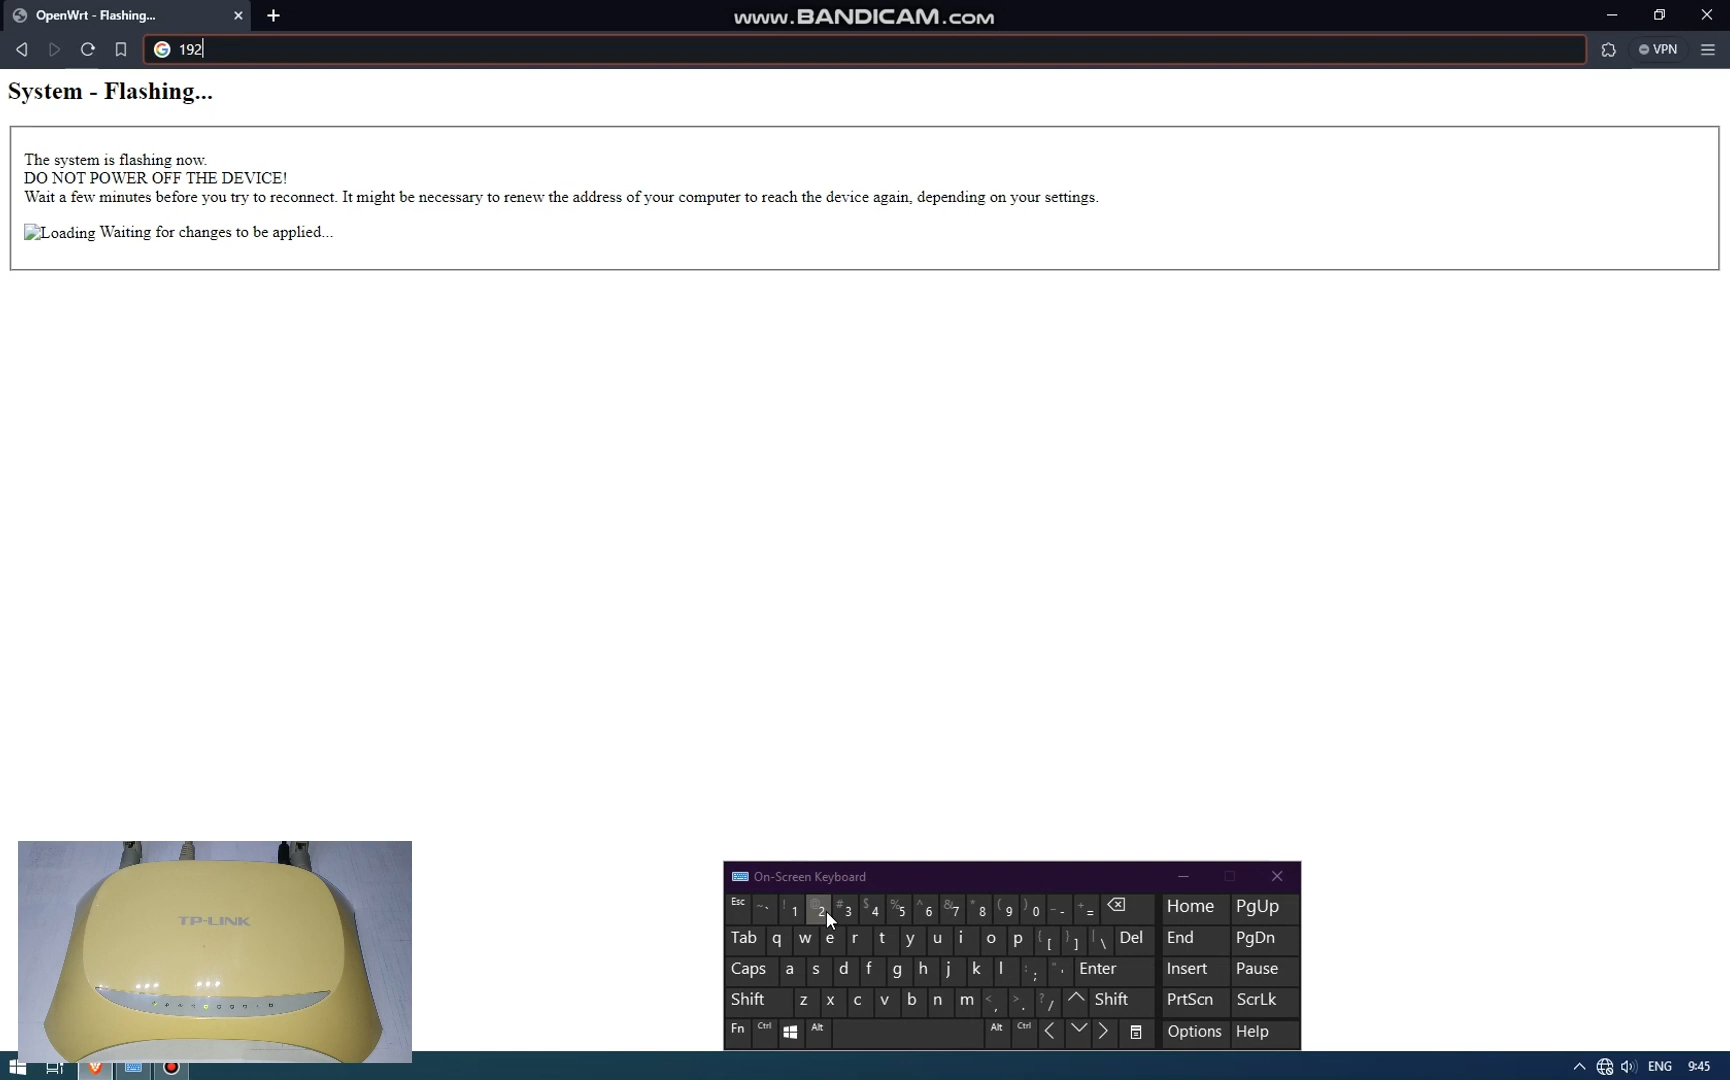 OpenWrt - Flashing...
www.BANDICAM.com
192
VPN
System - Flashing...
The system is flashing now.
DO NOT POWER OFF THE DEVICE!
Wait a few minutes before you try to reconnect. It might be necessary to renew the address of your computer to reach the device again, depending on your settings.
Loading Waiting for changes to be applied...
TP-LINK
On-Screen Keyboard
Esc ~ ` ! 1 @ 2 # 3 $ 4 % 5 ^ 6 & 7 * 8 ( 9 ) 0 _ - + = Home PgUp
Tab q w e r t y u i o p { [ } ] | \ Del End PgDn
Caps a s d f g h j k l : ; " ' Enter Insert Pause
Shift z x c v b n m < , > . ? / Shift PrtScn ScrLk
Fn Ctrl Alt Alt Ctrl Options Help
ENG 9:45